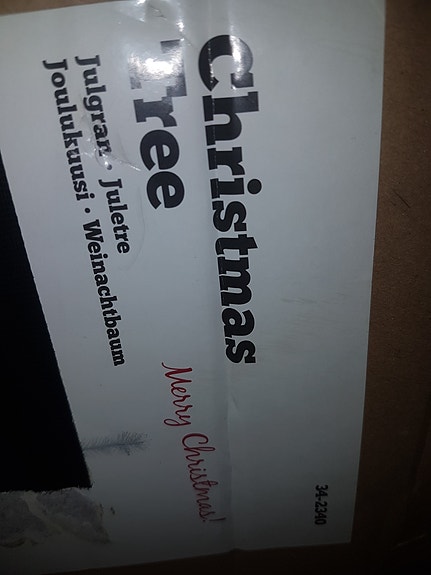 Christmas
Tree
Julgran · Juletre
Joulukuusi · Weinachtbaum
Merry Christmas!
34-2340